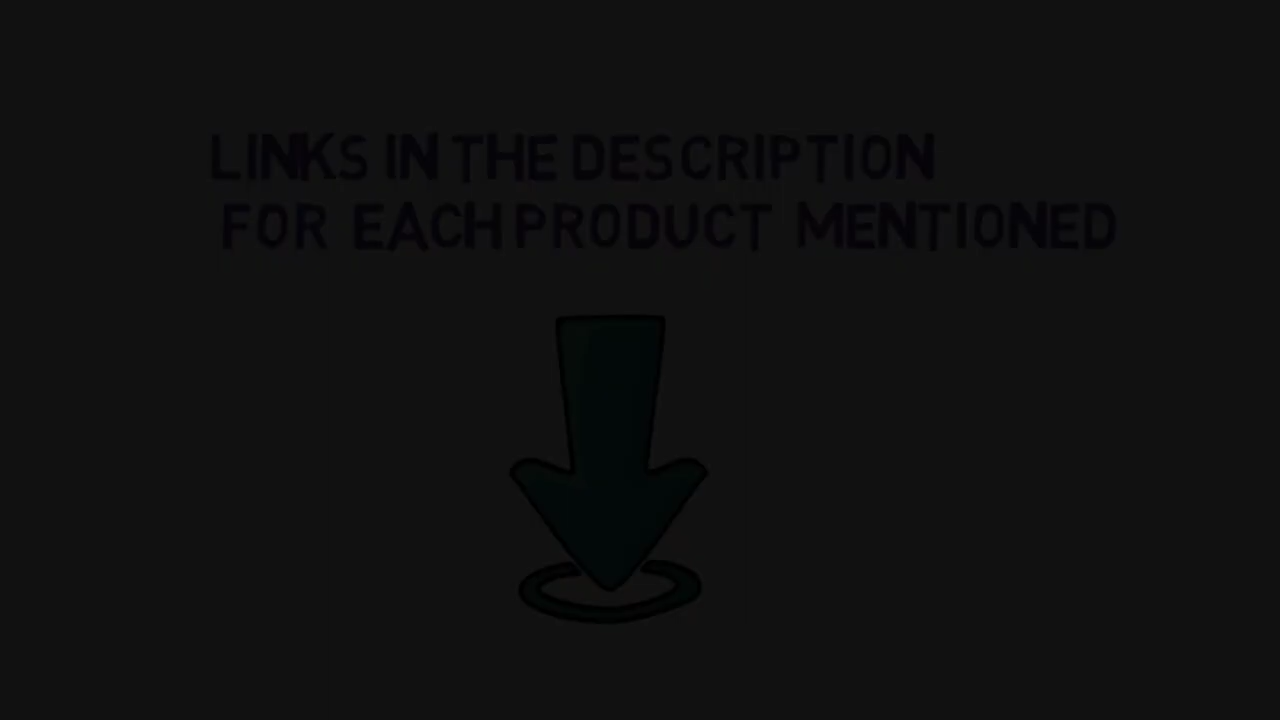 LINKS IN THE DESCRIPTION
FOR EACH PRODUCT MENTIONED